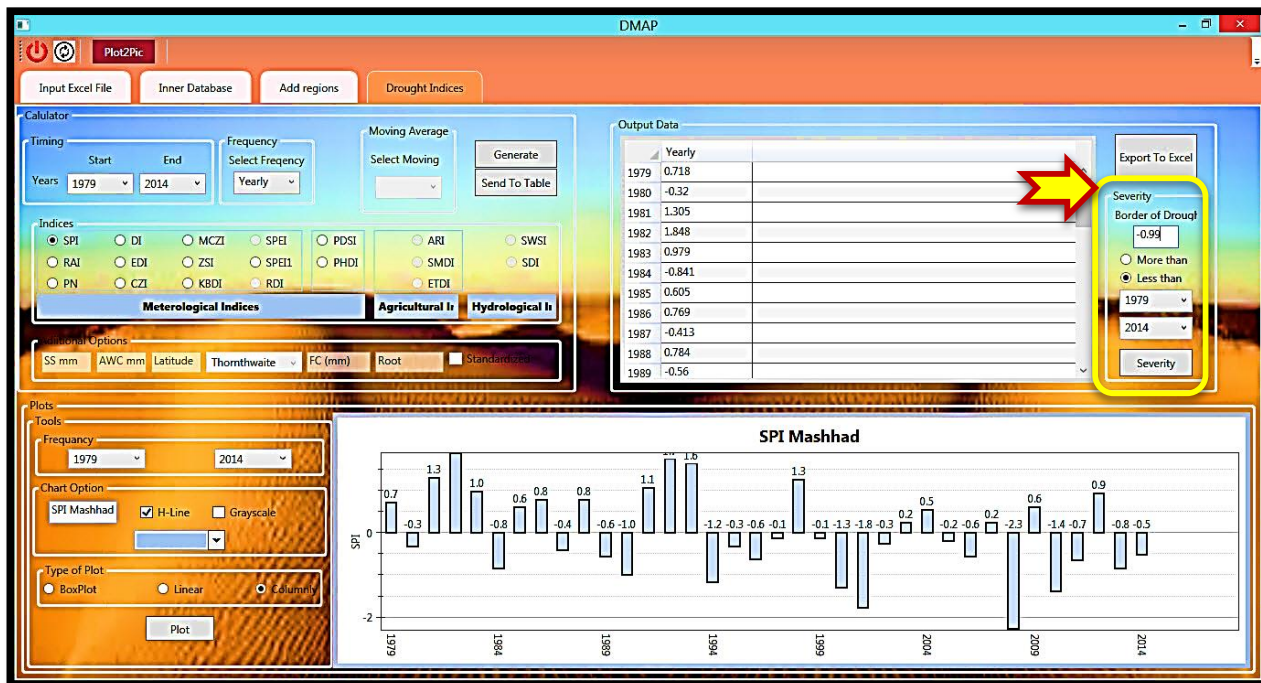 DMAP
Plot2Pic
Input Excel File
Inner Database
Add regions
Drought Indices
Calulator
Timing
Start
End
Years
1979
2014
Frequency
Select Freqency
Yearly
Moving Average
Select Moving
Generate
Send To Table
Indices
SPI DI MCZI SPEI PDSI ARI SWSI
RAI EDI ZSI SPEI1 PHDI SMDI SDI
PN CZI KBDI RDI ETDI
Meterological Indices
Agricultural I
Hydrological I
Additional Options
SS mm AWC mm Latitude Thornthwaite FC (mm) Root Standardized
Output Data
Yearly
1979 0.718
1980 -0.32
1981 1.305
1982 1.848
1983 0.979
1984 -0.841
1985 0.605
1986 0.769
1987 -0.413
1988 0.784
1989 -0.56
Export To Excel
Severity
Border of Drough
-0.99
More than
Less than
1979
2014
Severity
Plots
Tools
Frequancy
1979
2014
Chart Option
SPI Mashhad
H-Line
Grayscale
Type of Plot
BoxPlot
Linear
Columnly
Plot
SPI Mashhad
SPI
0
-2
0.7 -0.3 1.3 1.0 -0.8 0.6 0.8 -0.4 0.8 -0.6 -1.0 1.1 1.6 -1.2 -0.3 -0.6 -0.1 1.3 -0.1 -1.3 -1.8 -0.3 0.2 0.5 -0.2 -0.6 0.2 -2.3 0.6 -1.4 -0.7 0.9 -0.8 -0.5
1979 1984 1989 1994 1999 2004 2009 2014